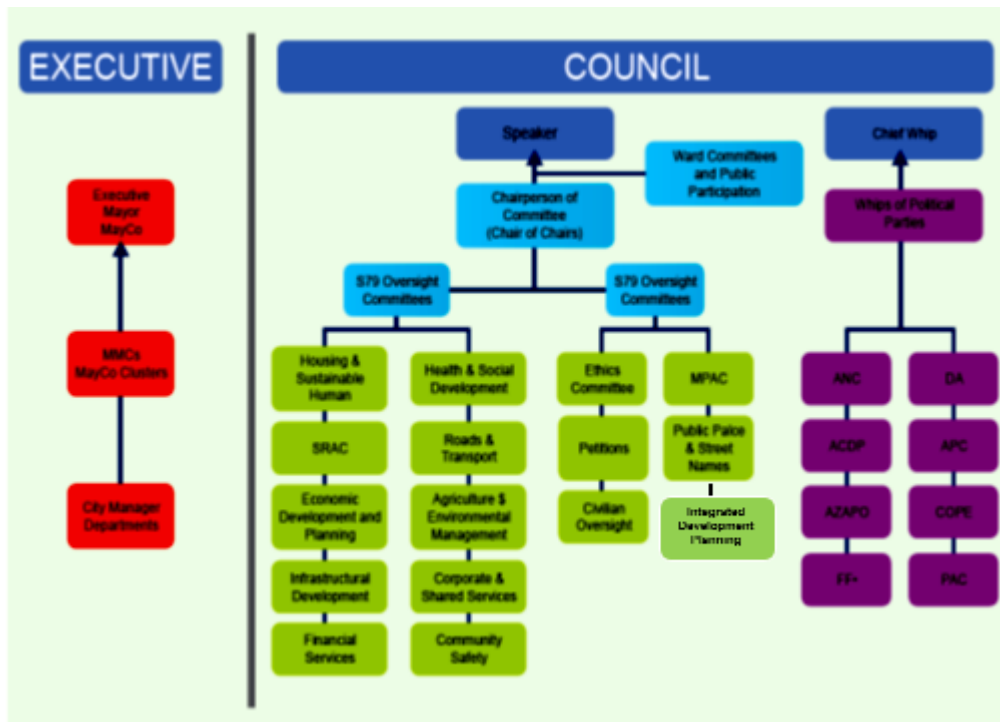 EXECUTIVE
COUNCIL
Speaker
Chief Whip
Ward Committees
and Public
Participation
Executive
Mayor
MayCo
Chairperson of
Committee
(Chair of Chairs)
Whips of Political
Parties
S79 Oversight
Committees
S79 Oversight
Committees
MMCs
MayCo Clusters
Housing &
Sustainable
Human
Health & Social
Development
Ethics
Committee
MPAC
ANC
DA
SRAC
Roads &
Transport
Petitions
Public Palce
& Street
Names
ACDP
APC
City Manager
Departments
Economic
Development and
Planning
Agriculture $
Environmental
Management
Civilian
Oversight
Integrated
Development
Planning
AZAPO
COPE
Infrastructural
Development
Corporate &
Shared Services
FF+
PAC
Financial
Services
Community
Safety